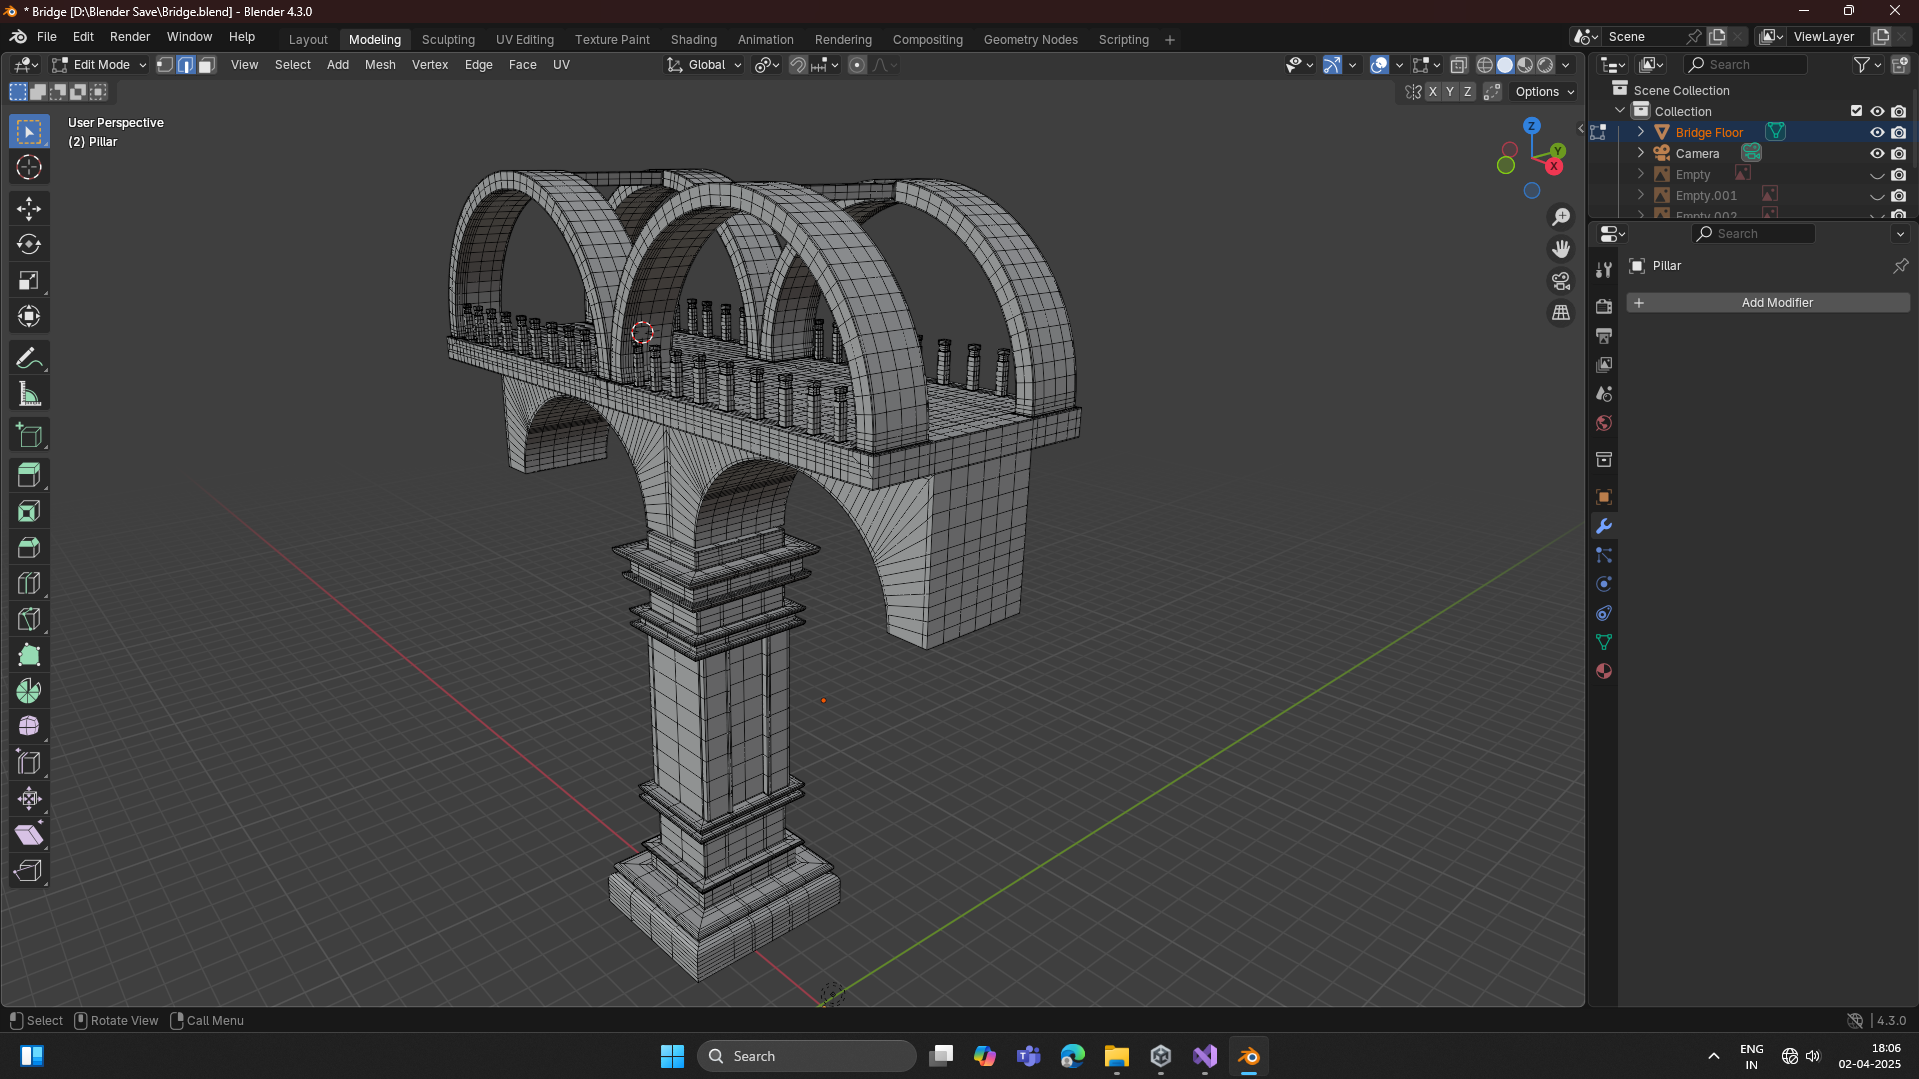 * Bridge [D:\Blender Save\Bridge.blend] - Blender 4.3.0
File Edit Render Window Help Layout Modeling Sculpting UV Editing Texture Paint Shading Animation Rendering Compositing Geometry Nodes Scripting + Scene ViewLayer
Edit Mode View Select Add Mesh Vertex Edge Face UV Global Search
X Y Z Options
Scene Collection
Collection
User Perspective
(2) Pillar
Bridge Floor
Camera
Empty
Empty.001
Empty.002
Z
Y
X
Search
Pillar
+ Add Modifier
Select Rotate View Call Menu 4.3.0
Search
ENG
IN
18:06
02-04-2025